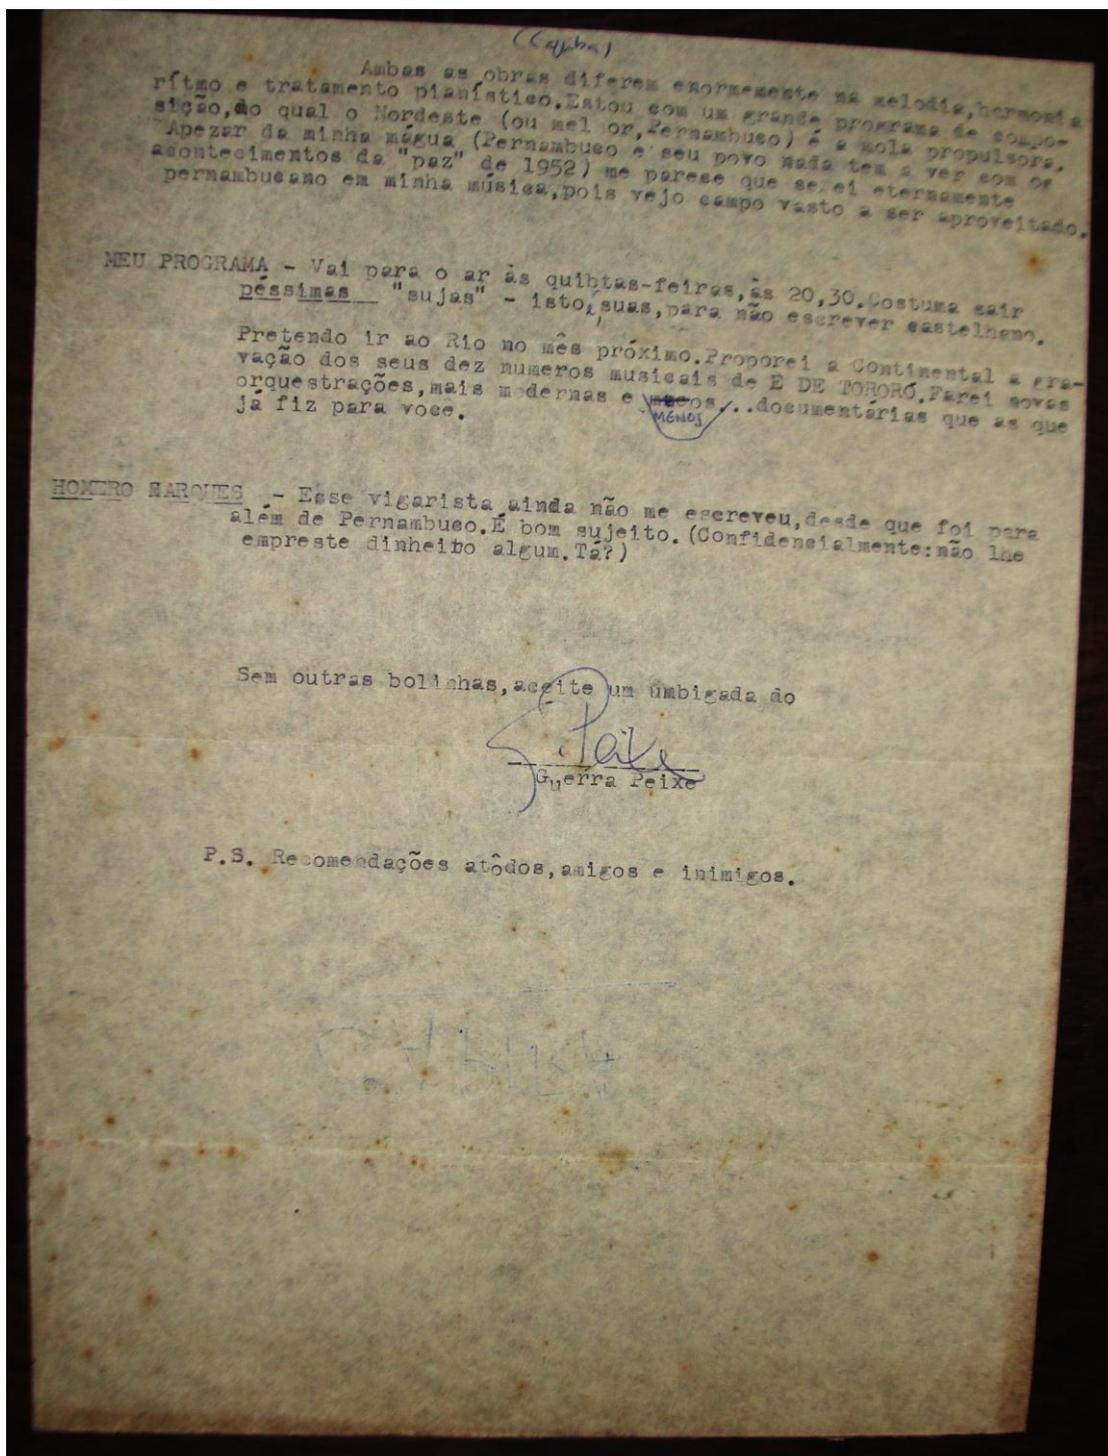 (Capiba)
Ambas as obras diferem enormemente na melodia,harmonia
rítmo e tratamento pianístico.Estou com um grande programa de compo-
sição,do qual o Nordeste (ou mel or,Pernambuco) é a mola propulsora.
Apezar da minha mágua (Pernambuco e seu povo nada tem a ver com os
acontecimentos da "paz" de 1952) me parese que serei eternamente
pernambucano em minha música,pois vejo campo vasto a ser aproveitado.
MEU PROGRAMA - Vai para o ar às quibtas-feiras,às 20,30.Costuma sair
péssimas "sujas" - isto,suas,para não escrever castelhano.
Pretendo ir ao Rio no mês próximo.Proporei a Continental a gra-
vação dos seus dez numeros musicais de É DE TORORÓ.Farei novas
orquestrações,mais modernas e ...documentárias que as que
MENOS
já fiz para voce.
HOMERO MARQUES - Esse vigarista ainda não me escreveu,desde que foi para
além de Pernambuco.É bom sujeito.(Confidencialmente:não lhe
empreste dinheiro algum.Tá?)
Sem outras bolinhas,aceite um umbigada do
G.Peixe
Guerra Peixe
P.S. Recomendações atôdos,amigos e inimigos.